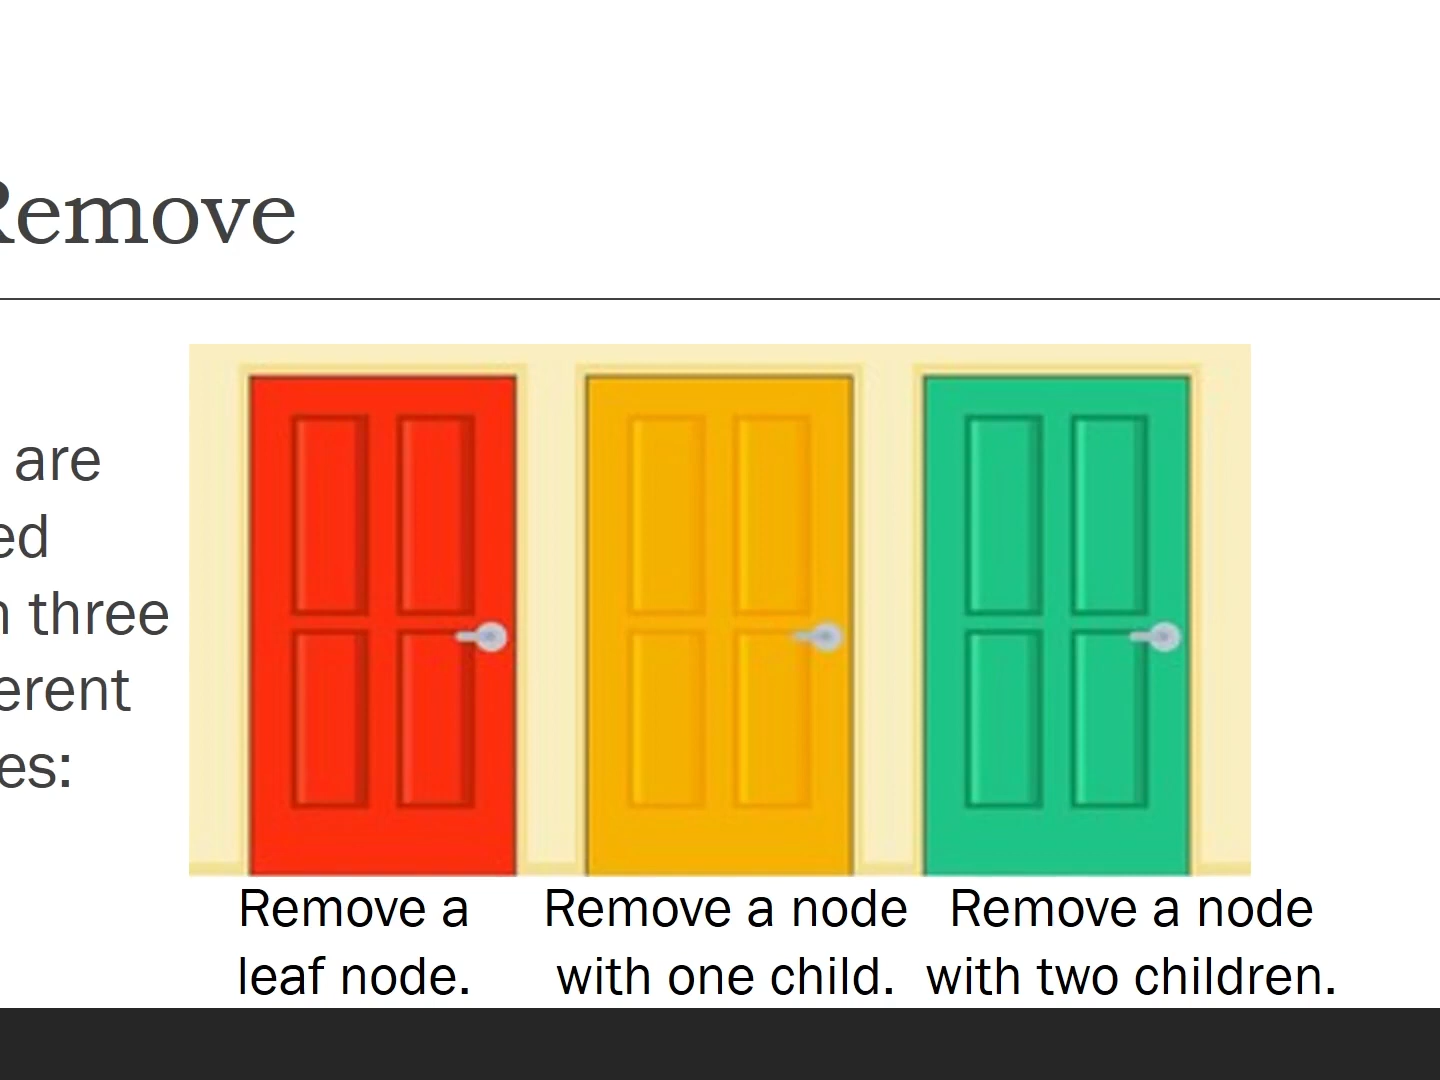 Remove
are
ed
three
erent
es:
Remove a
leaf node.
Remove a node
with one child.
Remove a node
with two children.